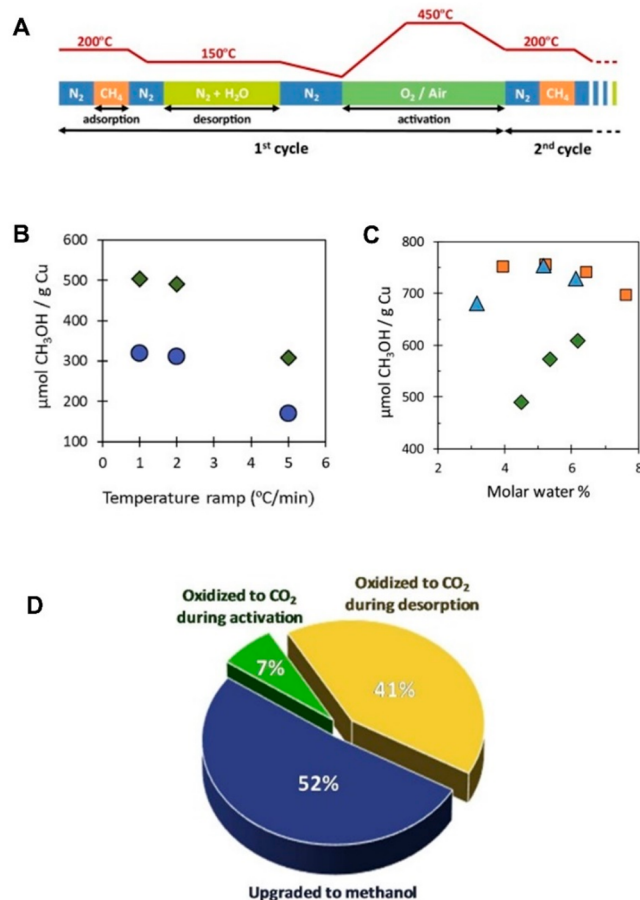 A
200°C
150°C
450°C
200°C
N₂
CH₄
N₂
N₂ + H₂O
N₂
O₂ / Air
N₂
CH₄
adsorption
desorption
activation
1st cycle
2nd cycle
B
600
500
400
300
200
100
0
1
2
3
4
5
6
μmol CH₃OH / g Cu
Temperature ramp (°C/min)
C
800
700
600
500
400
2
4
6
8
μmol CH₃OH / g Cu
Molar water %
D
Oxidized to CO₂
during activation
Oxidized to CO₂
during desorption
7%
41%
52%
Upgraded to methanol